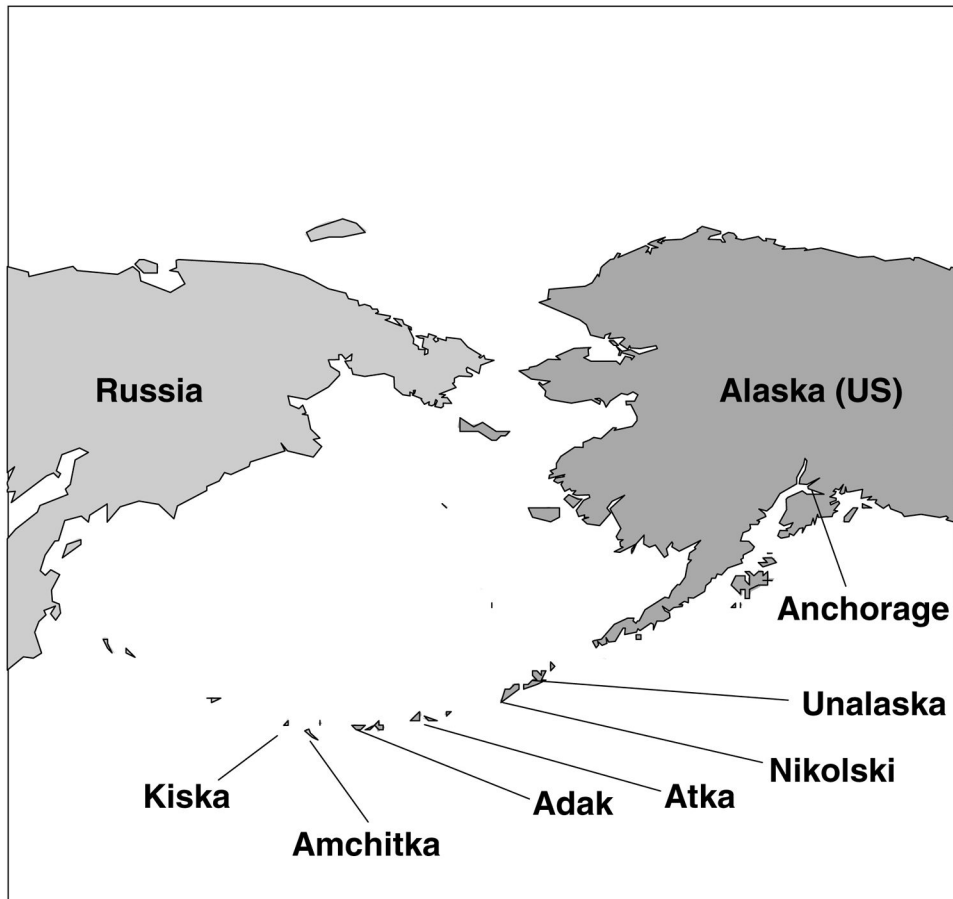 Russia
Alaska (US)
Anchorage
Unalaska
Nikolski
Kiska
Adak
Atka
Amchitka